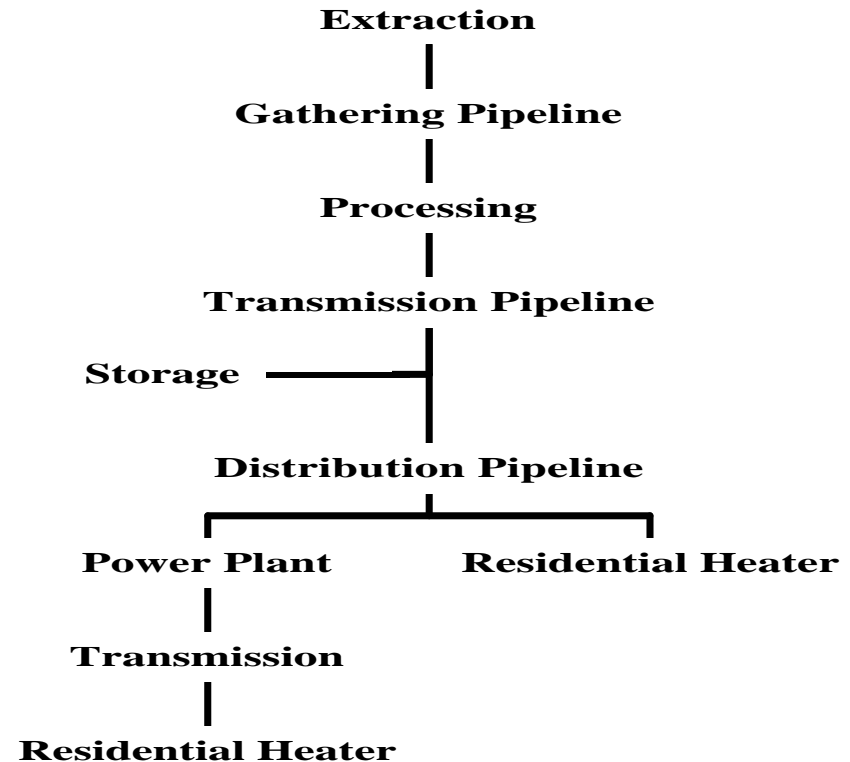 Extraction
Gathering Pipeline
Processing
Transmission Pipeline
Storage
Distribution Pipeline
Power Plant
Residential Heater
Transmission
Residential Heater